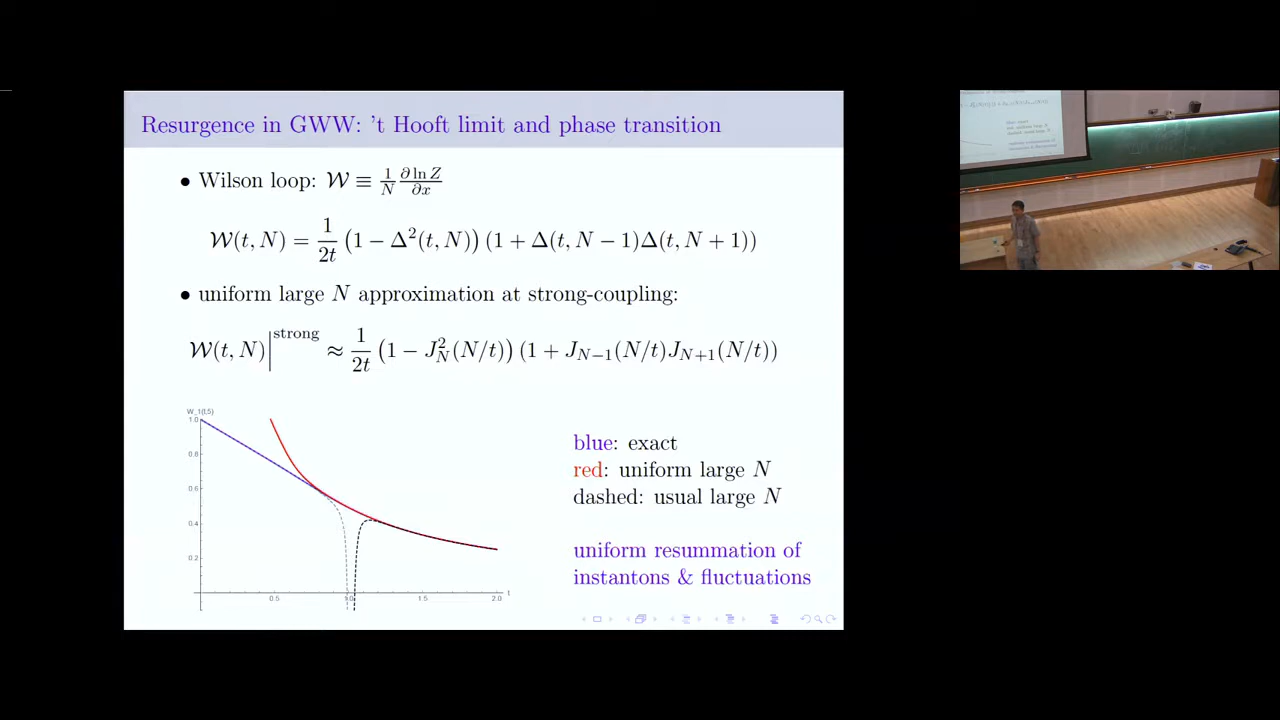 Resurgence in GWW: 't Hooft limit and phase transition
• Wilson loop: 𝒲 ≡ 1/N ∂ ln Z/∂x
𝒲(t, N) = 1/2t (1 − Δ²(t, N)) (1 + Δ(t, N − 1)Δ(t, N + 1))
• uniform large N approximation at strong-coupling:
𝒲(t, N)|^strong ≈ 1/2t (1 − J_N²(N/t)) (1 + J_{N−1}(N/t)J_{N+1}(N/t))
W_1(t,5)
1.0
0.8
0.6
0.4
0.2
0.5 1.0 1.5 2.0 t
blue: exact
red: uniform large N
dashed: usual large N
uniform resummation of
instantons & fluctuations